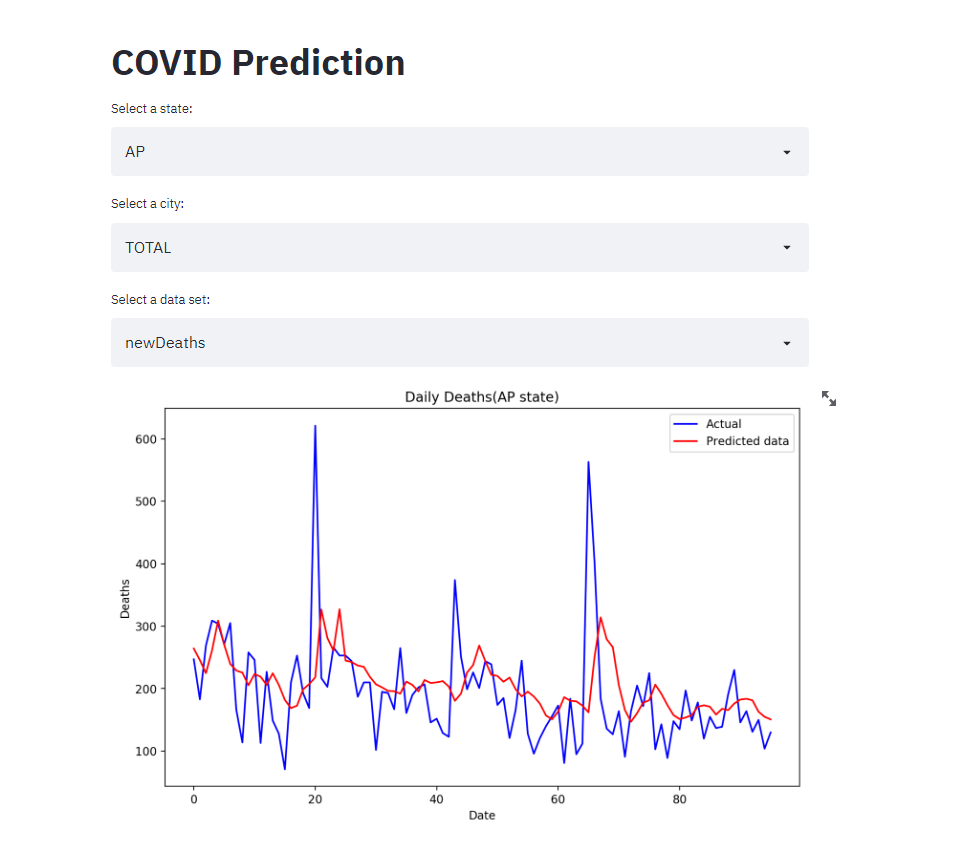 COVID Prediction
Select a state:
AP
Select a city:
TOTAL
Select a data set:
newDeaths
Daily Deaths(AP state)
Actual
Predicted data
600
500
400
300
200
100
Deaths
0 20 40 60 80
Date